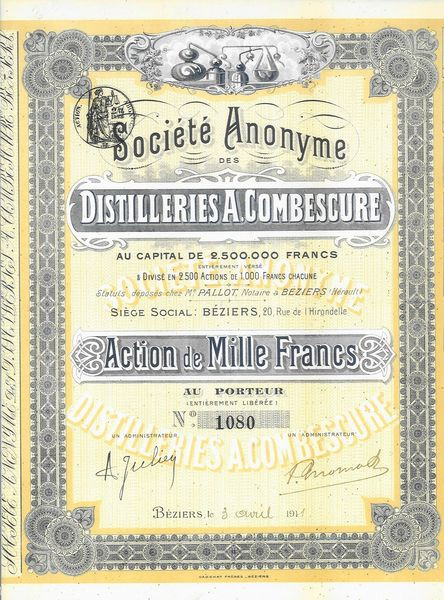 Société Anonyme
DES
DISTILLERIES A. COMBESCURE
AU CAPITAL DE 2.500.000 FRANCS
ENTIÈREMENT VERSÉ
& DIVISÉ EN 2.500 ACTIONS DE 1.000 FRANCS CHACUNE
Statuts déposés chez Me PALLOT, Notaire à BÉZIERS (Hérault)
SIÈGE SOCIAL: BÉZIERS, 20, Rue de l'Hirondelle
Action de Mille Francs
AU PORTEUR
(ENTIÈREMENT LIBÉRÉE)
No. 1080
UN ADMINISTRATEUR
UN ADMINISTRATEUR
BÉZIERS, le 3 avril 1911
DISTILLERIES A. COMBESCURE